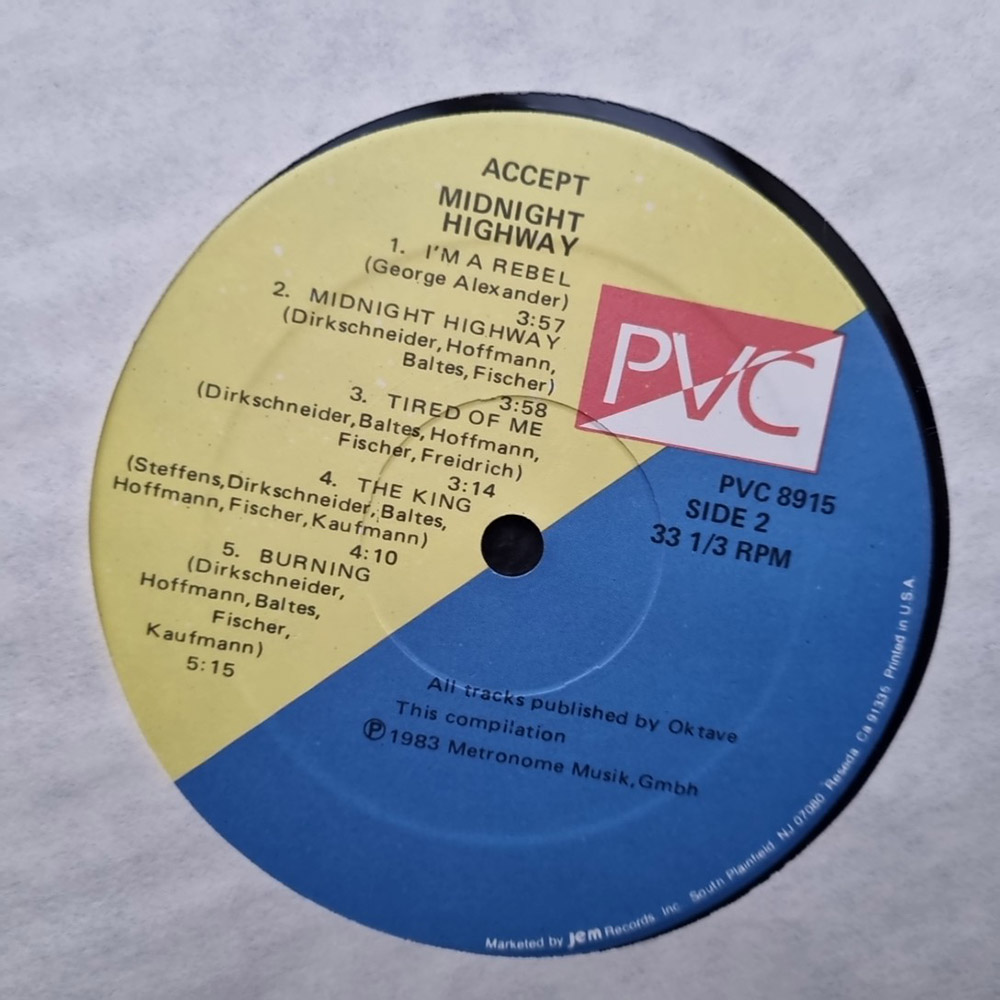 ACCEPT
MIDNIGHT
HIGHWAY
1. I'M A REBEL
(George Alexander)
3:57
2. MIDNIGHT HIGHWAY
(Dirkschneider, Hoffmann,
Baltes, Fischer)
3:58
3. TIRED OF ME
(Dirkschneider, Baltes, Hoffmann,
Fischer, Freidrich)
3:14
4. THE KING
(Steffens, Dirkschneider, Baltes,
Hoffmann, Fischer, Kaufmann)
4:10
5. BURNING
(Dirkschneider,
Hoffmann, Baltes,
Fischer,
Kaufmann)
5:15
PVC
PVC 8915
SIDE 2
33 1/3 RPM
All tracks published by Oktave
This compilation
Ⓟ 1983 Metronome Musik, Gmbh
Marketed by Jem Records Inc. South Plainfield NJ 07080 Reseda Ca 91335 Printed in U.S.A.